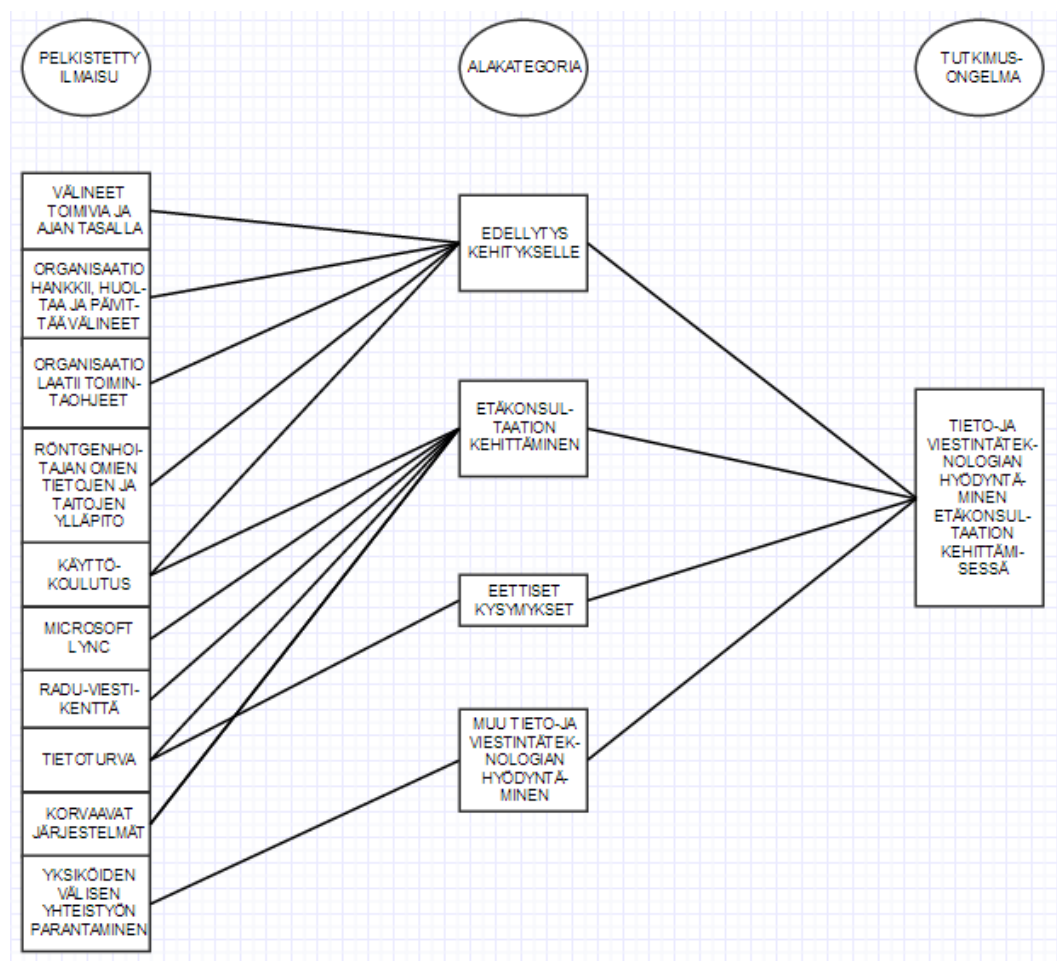 PELKISTETTY
ILMAISU
ALAKATEGORIA
TUTKIMUS-
ONGELMA
VÄLINEET
TOIMIVIA JA
AJAN TASALLA
ORGANISAATIO
HANKKII, HUOL-
TAA JA PÄIVIT-
TÄÄ VÄLINEET
ORGANISAATIO
LAATII TOIMIN-
TAOHJEET
RÖNTGENHOI-
TAJAN OMIEN
TIETOJEN JA
TAITOJEN
YLLÄPITO
KÄYTTÖ-
KOULUTUS
MICROSOFT
LYNC
RADU-VIESTI-
KENTTÄ
TIETOTURVA
KORVAAVAT
JÄRJESTELMÄT
YKSIKÖIDEN
VÄLISEN
YHTEISTYÖN
PARANTAMINEN
EDELLYTYS
KEHITYKSELLE
ETÄKONSUL-
TAATION
KEHITTÄMINEN
EETTISET
KYSYMYKSET
MUU TIETO-JA
VIESTINTÄTEK-
NOLOGIAN
HYÖDYNTÄ-
MINEN
TIETO-JA
VIESTINTÄTEK-
NOLOGIAN
HYÖDYNTÄ-
MINEN
ETÄKONSUL-
TAATION
KEHITTÄMI-
SESSÄ